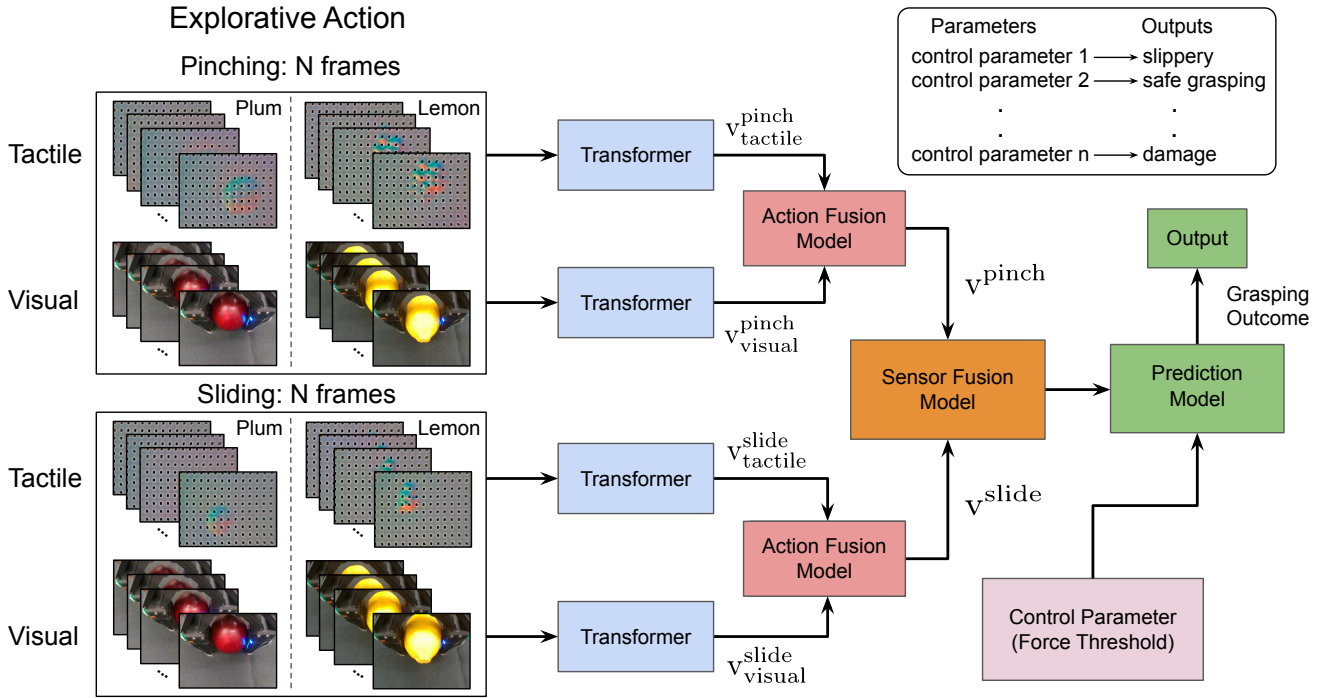 Explorative Action
Pinching: N frames
Plum
Lemon
Tactile
Visual
Sliding: N frames
Plum
Lemon
Tactile
Visual
Transformer
Transformer
Transformer
Transformer
v^pinch_tactile
v^pinch_visual
v^slide_tactile
v^slide_visual
Action Fusion
Model
Action Fusion
Model
v^pinch
v^slide
Sensor Fusion
Model
Parameters Outputs
control parameter 1 slippery
control parameter 2 safe grasping
. .
. .
control parameter n damage
Output
Grasping
Outcome
Prediction
Model
Control Parameter
(Force Threshold)